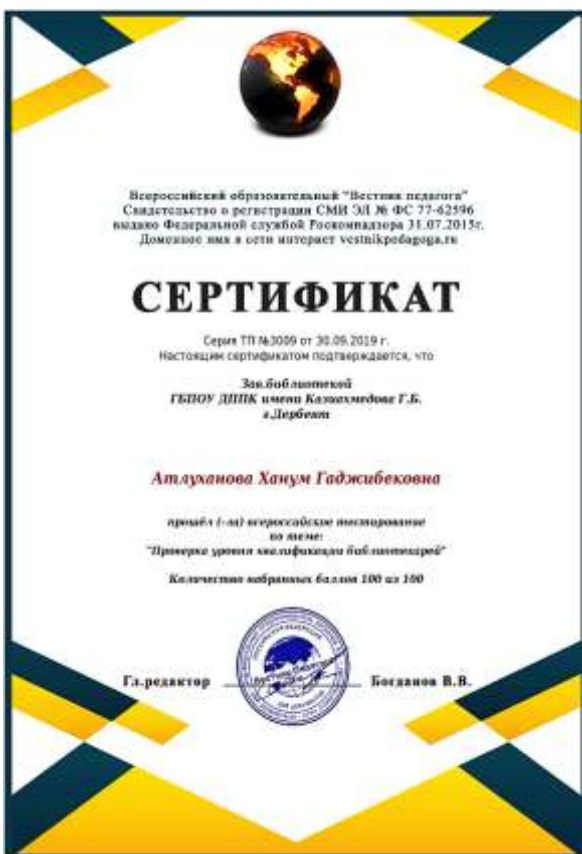 Всероссийский образовательный "Вестник педагога"
Свидетельство о регистрации СМИ ЭЛ № ФС 77-62596
выдано Федеральной службой Роскомнадзора 31.07.2015г.
Доменное имя в сети интернет vestnikpedagoga.ru
СЕРТИФИКАТ
Серия ТП №3009 от 30.09.2019 г.
Настоящим сертификатом подтверждается, что
Зав.библиотекой
ГБПОУ ДППК имени Казиахмедова Г.Б.
г.Дербент
Атлуханова Ханум Гаджибековна
прошёл (-ла) всероссийское тестирование
по теме:
"Проверка уровня квалификации библиотекарей"
Количество набранных баллов 100 из 100
Гл.редактор Богданов В.В.